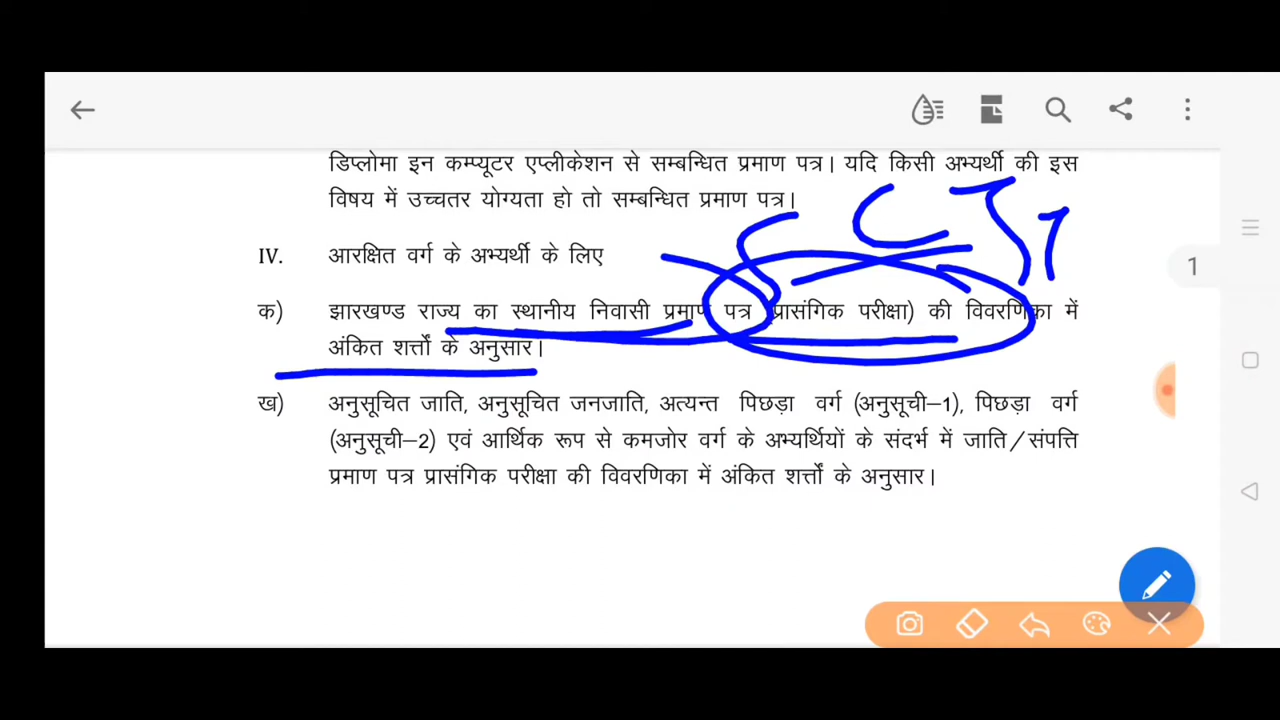 डिप्लोमा इन कम्प्यूटर एप्लीकेशन से सम्बन्धित प्रमाण पत्र। यदि किसी अभ्यर्थी की इस
विषय में उच्चतर योग्यता हो तो सम्बन्धित प्रमाण पत्र।
IV. आरक्षित वर्ग के अभ्यर्थी के लिए
क) झारखण्ड राज्य का स्थानीय निवासी प्रमाण पत्र (प्रासंगिक परीक्षा) की विवरणिका में
अंकित शर्त्तों के अनुसार।
ख) अनुसूचित जाति, अनुसूचित जनजाति, अत्यन्त पिछड़ा वर्ग (अनुसूची–1), पिछड़ा वर्ग
(अनुसूची–2) एवं आर्थिक रूप से कमजोर वर्ग के अभ्यर्थियों के संदर्भ में जाति/संपत्ति
प्रमाण पत्र प्रासंगिक परीक्षा की विवरणिका में अंकित शर्त्तों के अनुसार।
1